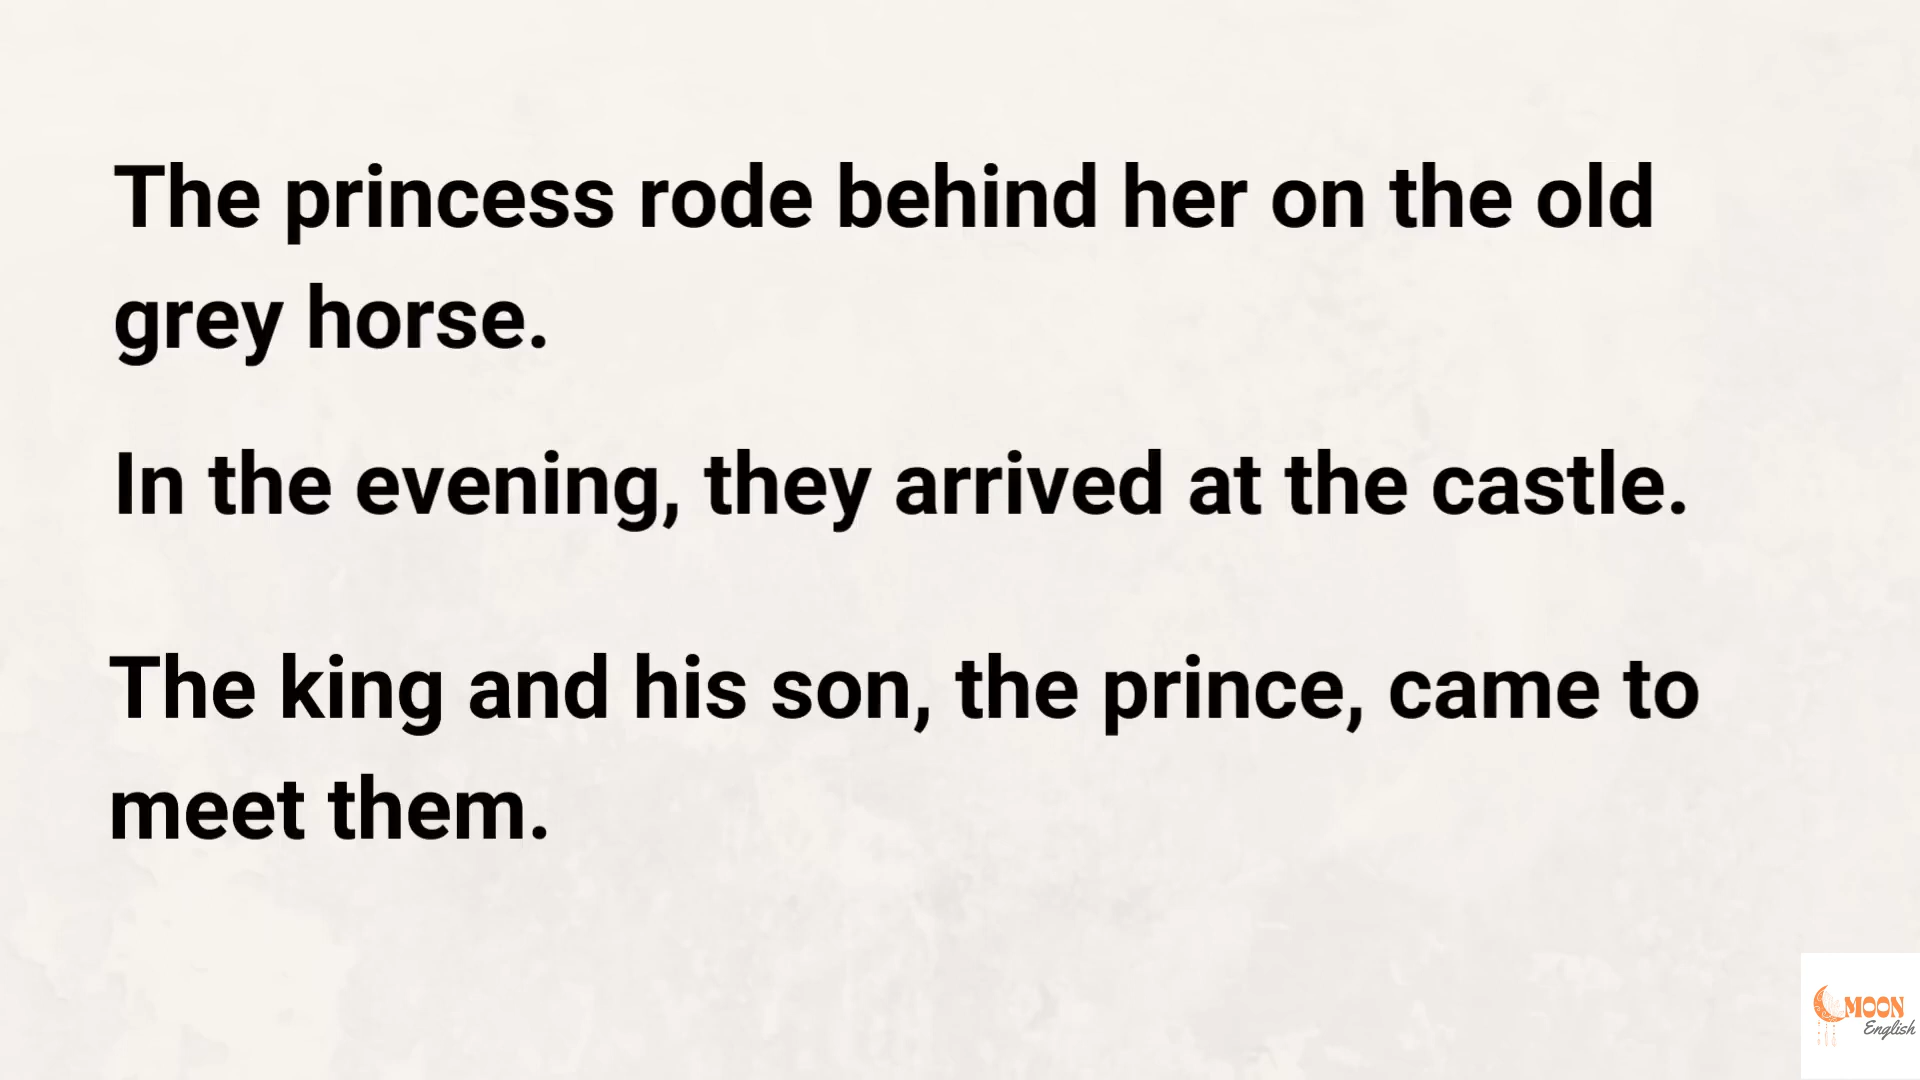 The princess rode behind her on the old
grey horse.
In the evening, they arrived at the castle.
The king and his son, the prince, came to
meet them.
MOON
English